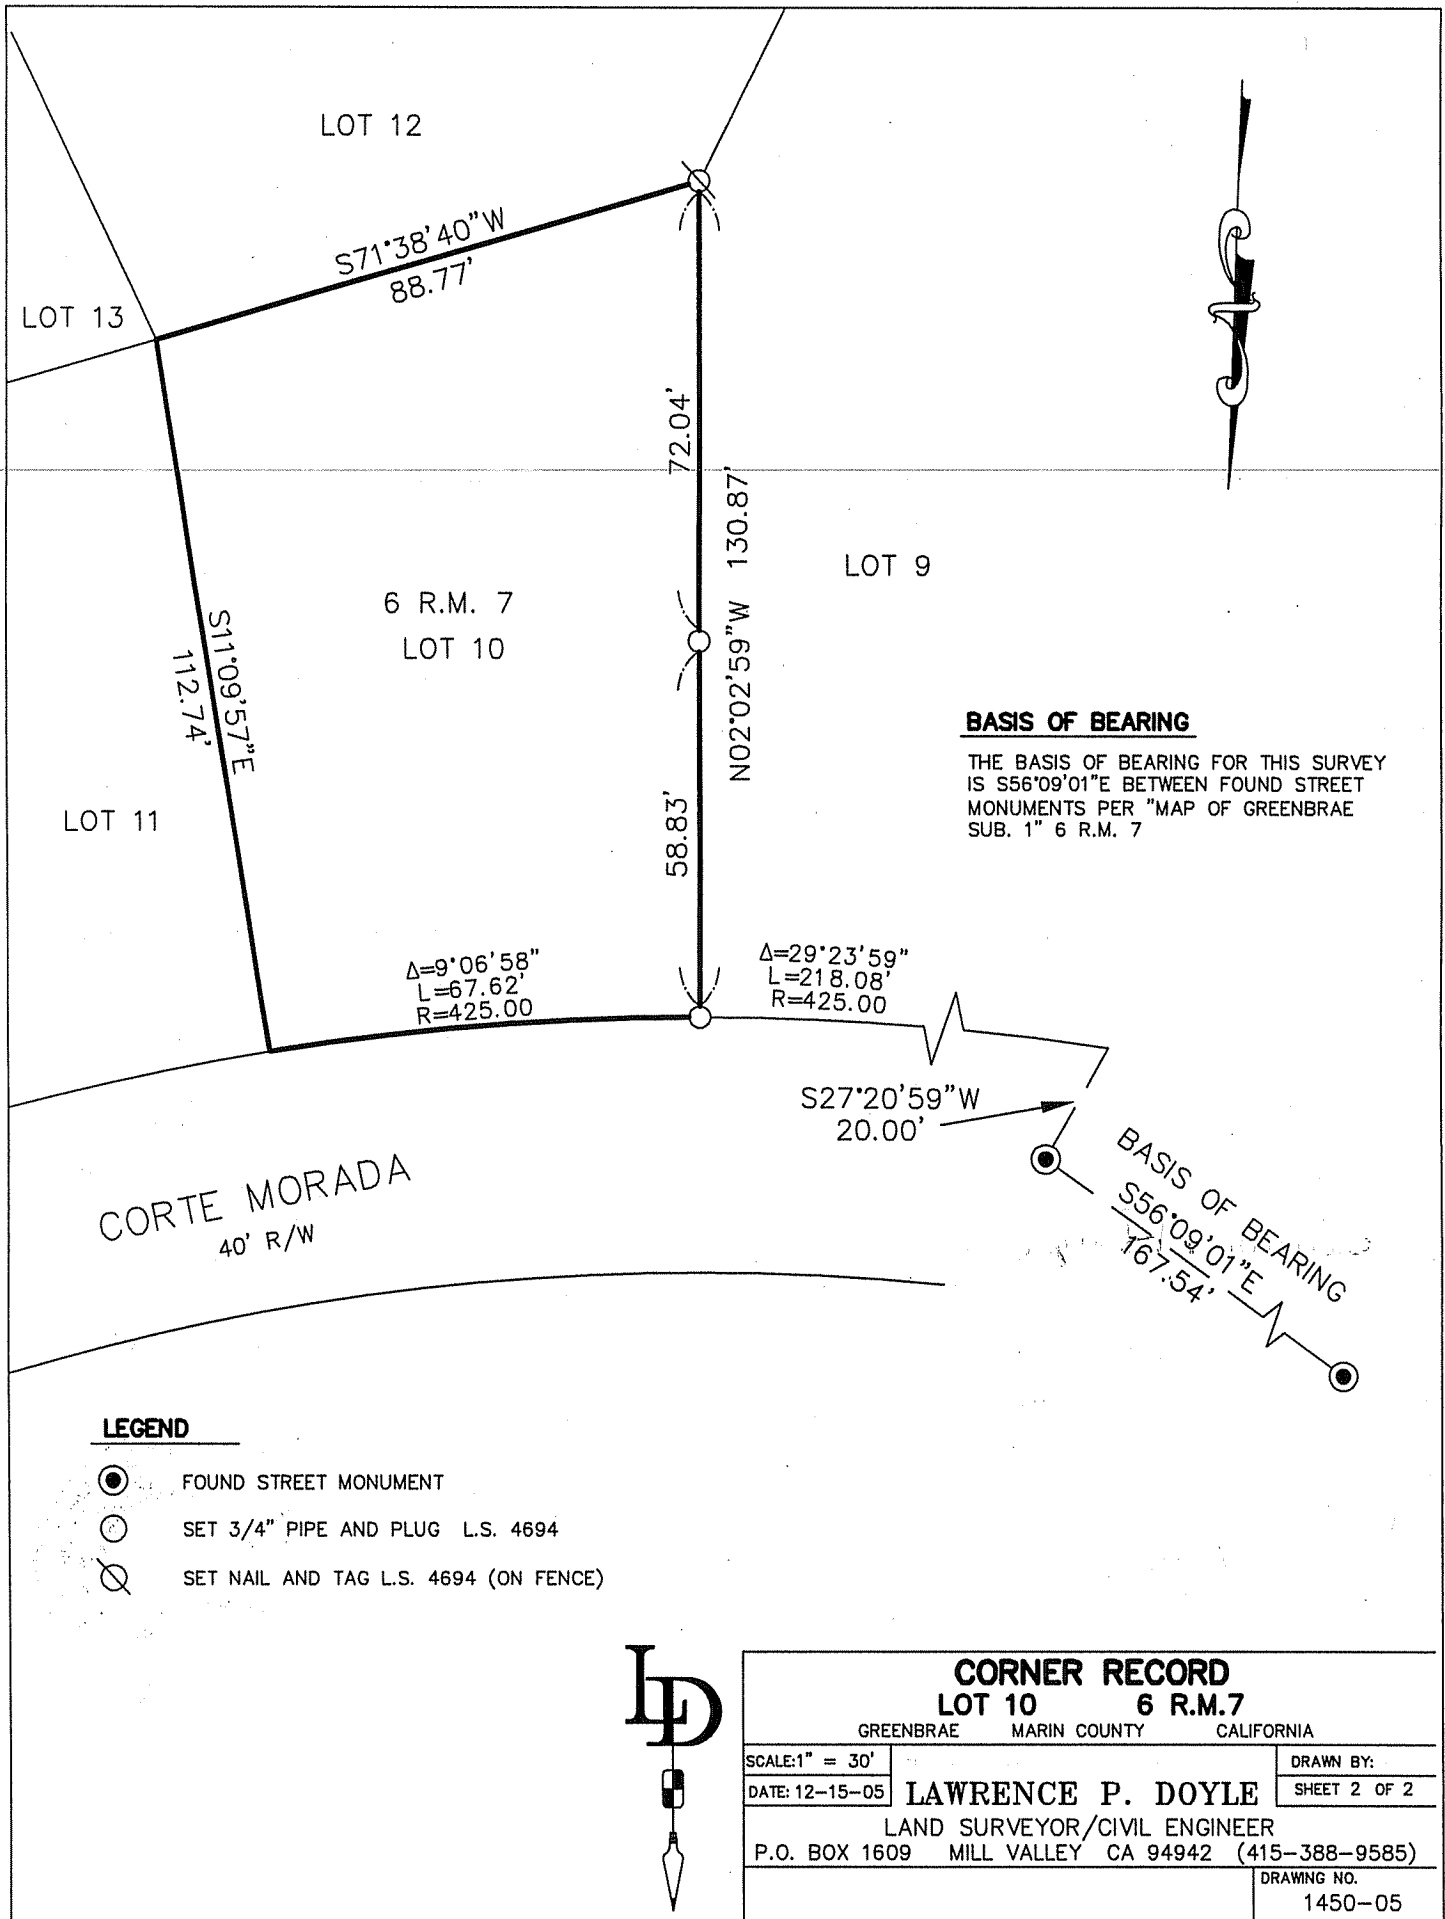 LOT 12
S71°38'40"W
88.77'
LOT 13
72.04'
N02°02'59"W 130.87'
LOT 9
6 R.M. 7
LOT 10
S11°09'57"E
112.74'
BASIS OF BEARING
THE BASIS OF BEARING FOR THIS SURVEY
IS S56°09'01"E BETWEEN FOUND STREET
MONUMENTS PER "MAP OF GREENBRAE
SUB. 1" 6 R.M. 7
LOT 11
58.83'
Δ=9°06'58"
L=67.62'
R=425.00
Δ=29°23'59"
L=218.08'
R=425.00
S27°20'59"W
20.00'
BASIS OF BEARING
S56°09'01"E
167.54'
CORTE MORADA
40' R/W
LEGEND
FOUND STREET MONUMENT
SET 3/4" PIPE AND PLUG L.S. 4694
SET NAIL AND TAG L.S. 4694 (ON FENCE)
LD
CORNER RECORD
LOT 10 6 R.M.7
GREENBRAE MARIN COUNTY CALIFORNIA
SCALE:1" = 30'
DRAWN BY:
DATE: 12-15-05
LAWRENCE P. DOYLE
SHEET 2 OF 2
LAND SURVEYOR/CIVIL ENGINEER
P.O. BOX 1609 MILL VALLEY CA 94942 (415-388-9585)
DRAWING NO.
1450-05